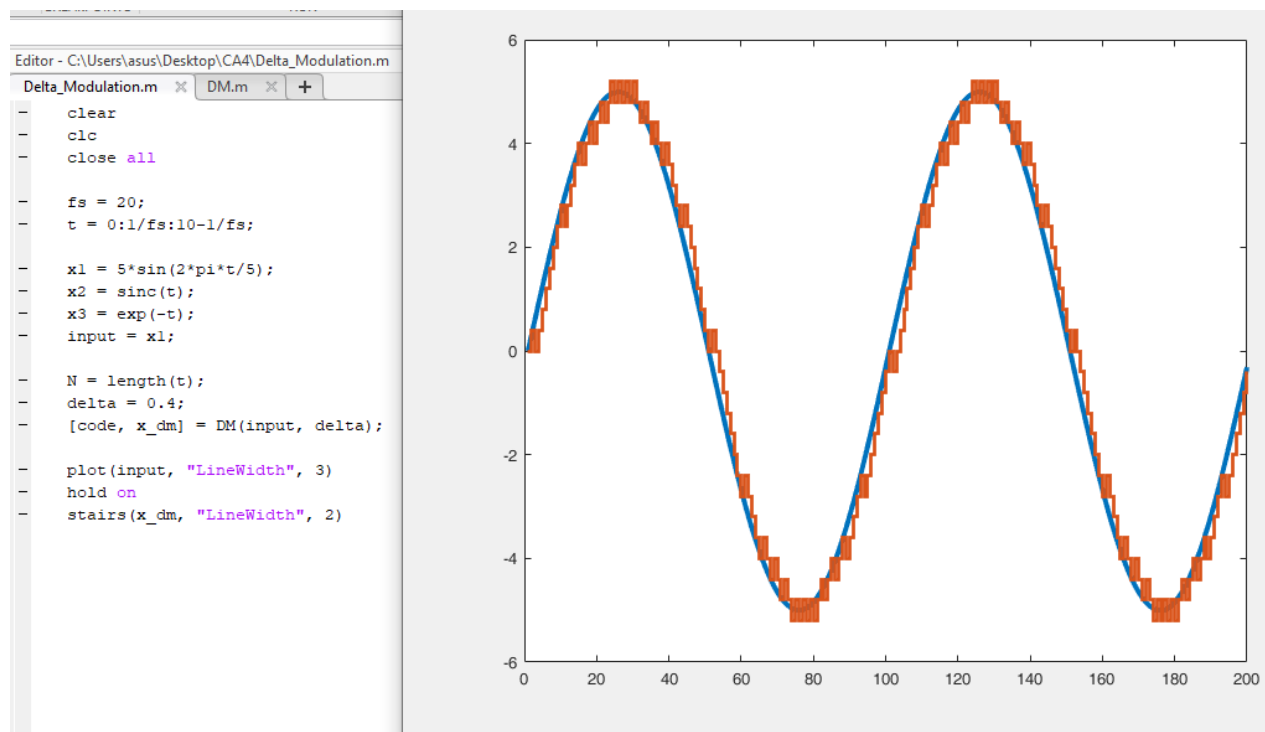 Editor - C:\Users\asus\Desktop\CA4\Delta_Modulation.m
Delta_Modulation.m × DM.m × +
clear
clc
close all
fs = 20;
t = 0:1/fs:10-1/fs;
x1 = 5*sin(2*pi*t/5);
x2 = sinc(t);
x3 = exp(-t);
input = x1;
N = length(t);
delta = 0.4;
[code, x_dm] = DM(input, delta);
plot(input, "LineWidth", 3)
hold on
stairs(x_dm, "LineWidth", 2)
6
4
2
0
-2
-4
-6
0 20 40 60 80 100 120 140 160 180 200